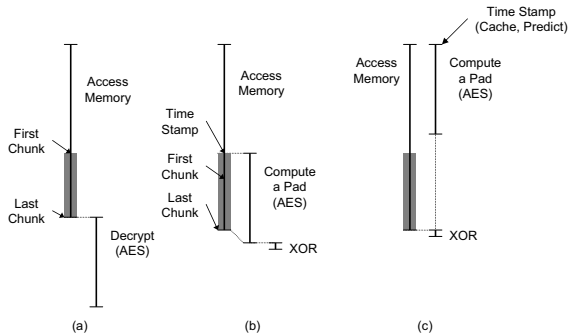 Access
Memory
First
Chunk
Last
Chunk
Decrypt
(AES)
(a)
Access
Memory
Time
Stamp
First
Chunk
Last
Chunk
Compute
a Pad
(AES)
XOR
(b)
Time Stamp
(Cache, Predict)
Access
Memory
Compute
a Pad
(AES)
XOR
(c)